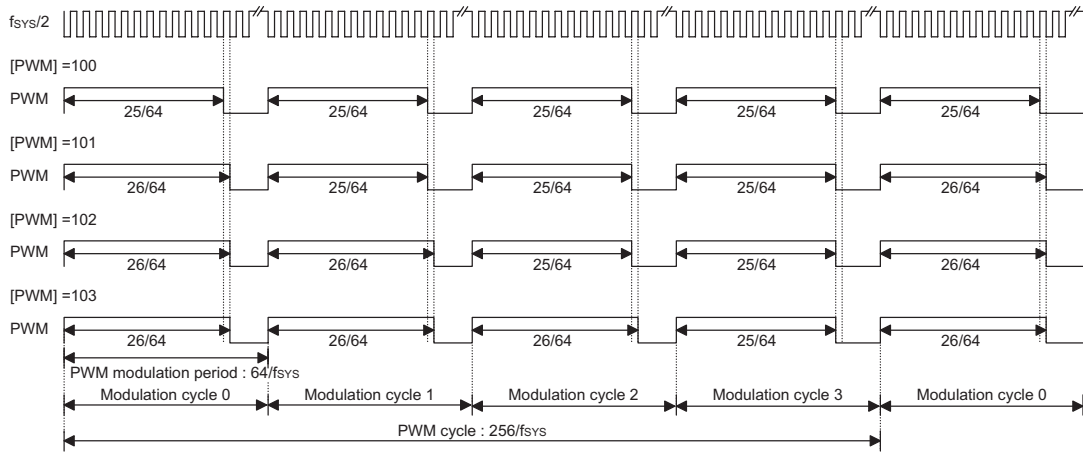 fSYS/2
[PWM] =100
PWM
25/64 25/64 25/64 25/64 25/64
[PWM] =101
PWM
26/64 25/64 25/64 25/64 26/64
[PWM] =102
PWM
26/64 26/64 25/64 25/64 26/64
[PWM] =103
PWM
26/64 26/64 26/64 25/64 26/64
PWM modulation period : 64/fSYS
Modulation cycle 0 Modulation cycle 1 Modulation cycle 2 Modulation cycle 3 Modulation cycle 0
PWM cycle : 256/fSYS